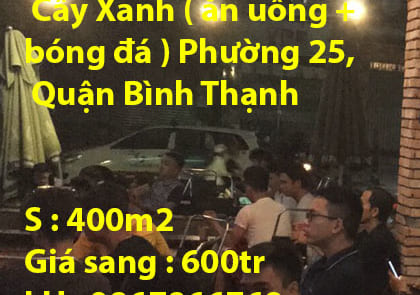 Cây Xanh ( ăn uống +
bóng đá ) Phường 25,
Quận Bình Thạnh
S : 400m2
Giá sang : 600tr